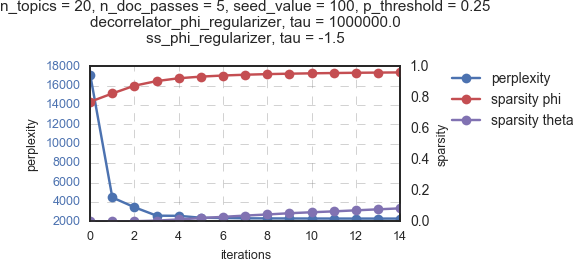 n_topics = 20, n_doc_passes = 5, seed_value = 100, p_threshold = 0.25
decorrelator_phi_regularizer, tau = 1000000.0
ss_phi_regularizer, tau = -1.5
18000
16000
14000
12000
10000
8000
6000
4000
2000
perplexity
0 2 4 6 8 10 12 14
iterations
1.0
0.8
0.6
0.4
0.2
0.0
sparsity
perplexity
sparsity phi
sparsity theta